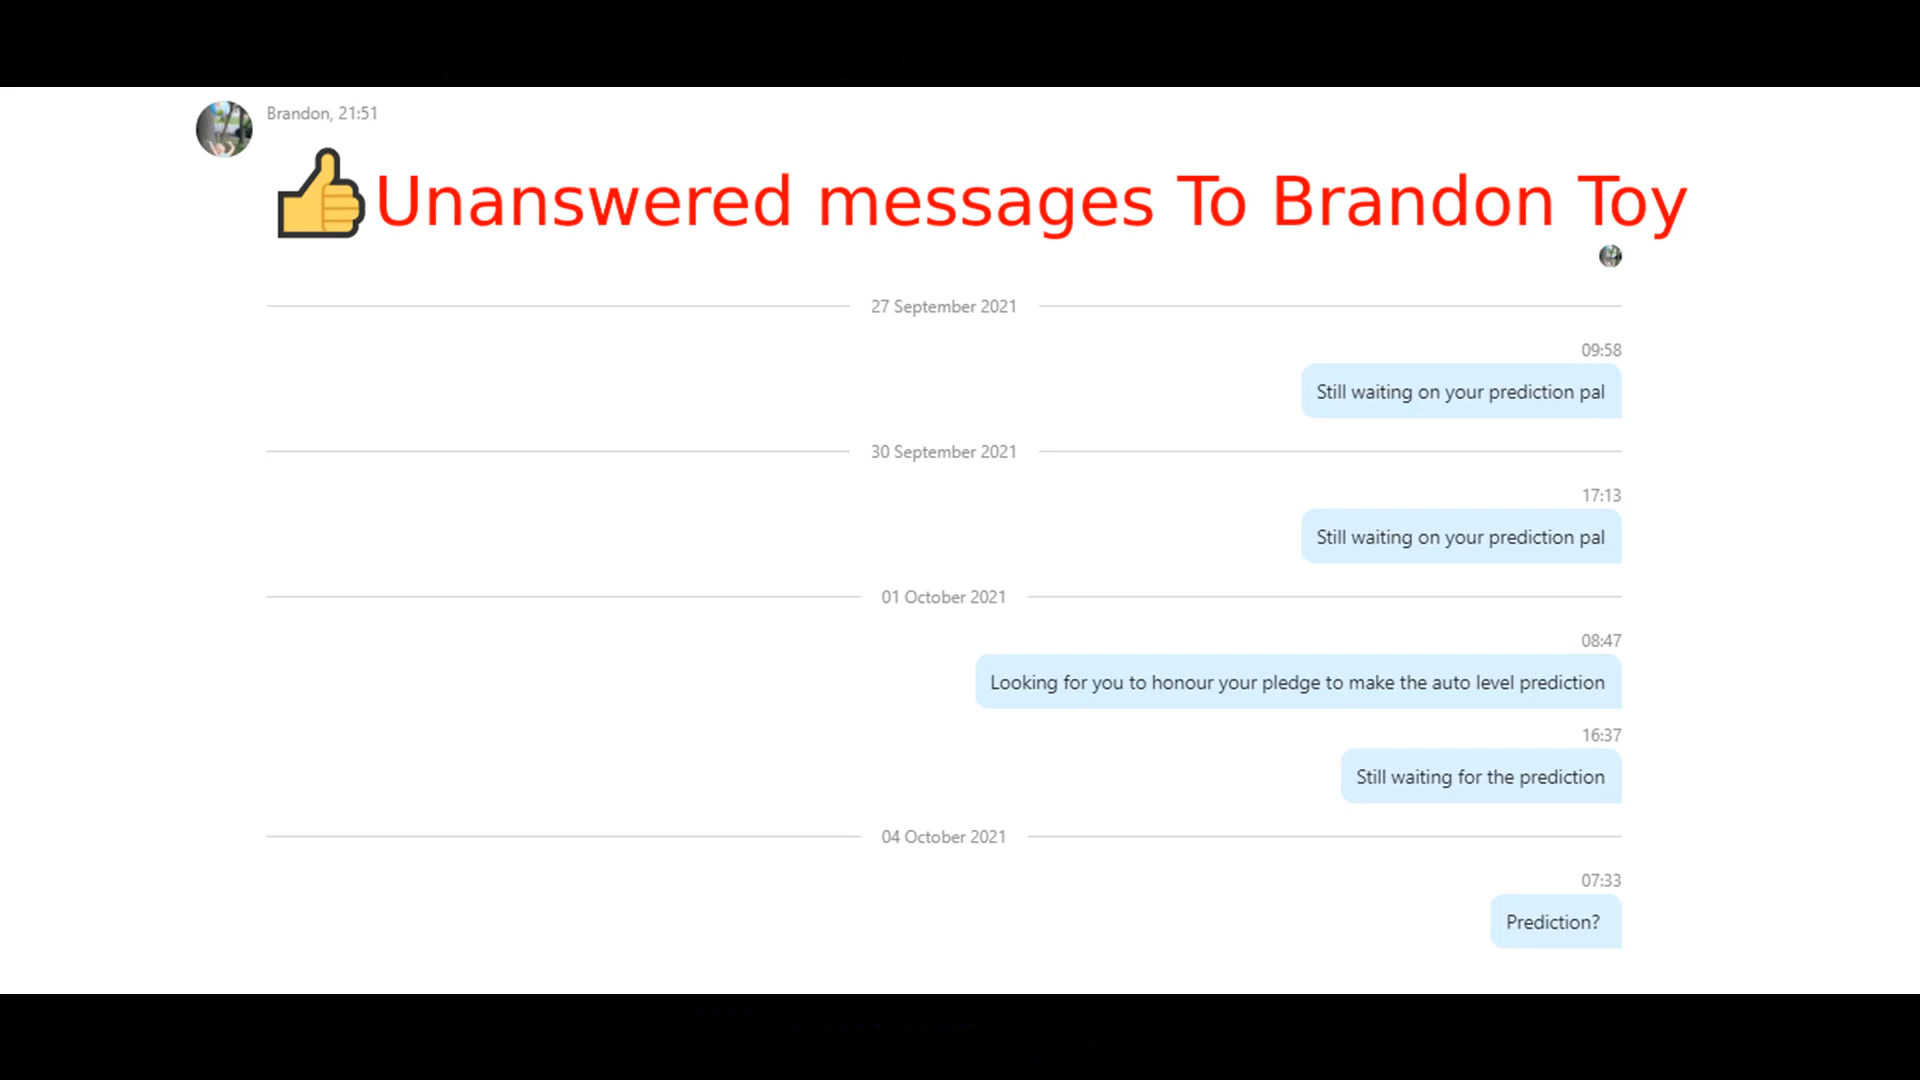 Brandon, 21:51
Unanswered messages To Brandon Toy
27 September 2021
09:58
Still waiting on your prediction pal
30 September 2021
17:13
Still waiting on your prediction pal
01 October 2021
08:47
Looking for you to honour your pledge to make the auto level prediction
16:37
Still waiting for the prediction
04 October 2021
07:33
Prediction?